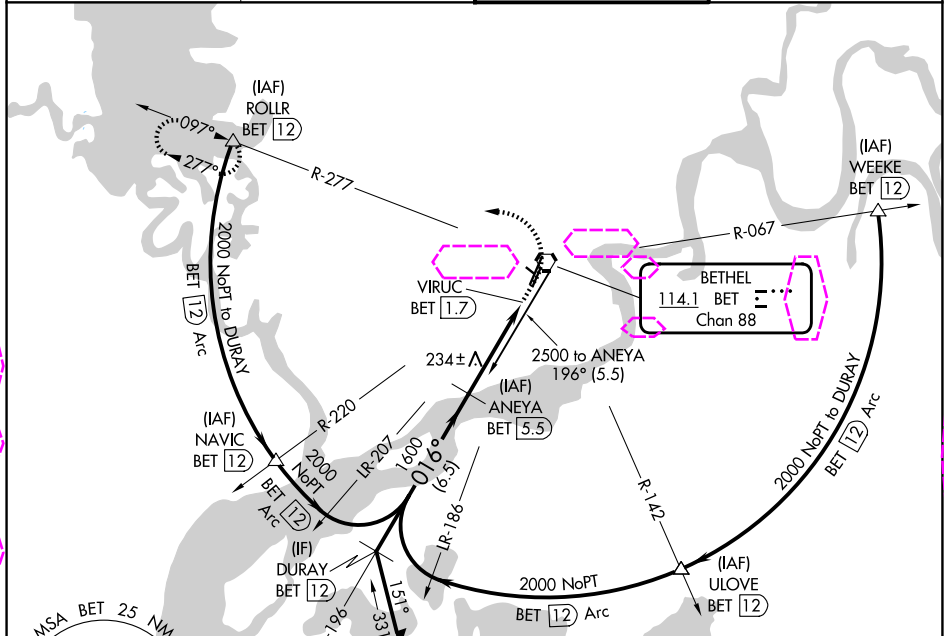 (IAF)
ROLLR
BET 12
097°
277°
R-277
(IAF)
WEEKE
BET 12
R-067
2000 NoPT to DURAY
BET 12 Arc
VIRUC
BET 1.7
BETHEL
114.1 BET
Chan 88
234±
2500 to ANEYA
196° (5.5)
(IAF)
ANEYA
BET 5.5
2000 NoPT to DURAY
BET 12 Arc
R-220
(IAF)
NAVIC
BET 12
LR-207
1600
016°
(6.5)
2000
NoPT
BET 12
Arc
R-142
LR-186
(IF)
DURAY
BET 12
2000 NoPT
BET 12 Arc
(IAF)
ULOVE
BET 12
151°
331
-196
MSA BET 25 NM